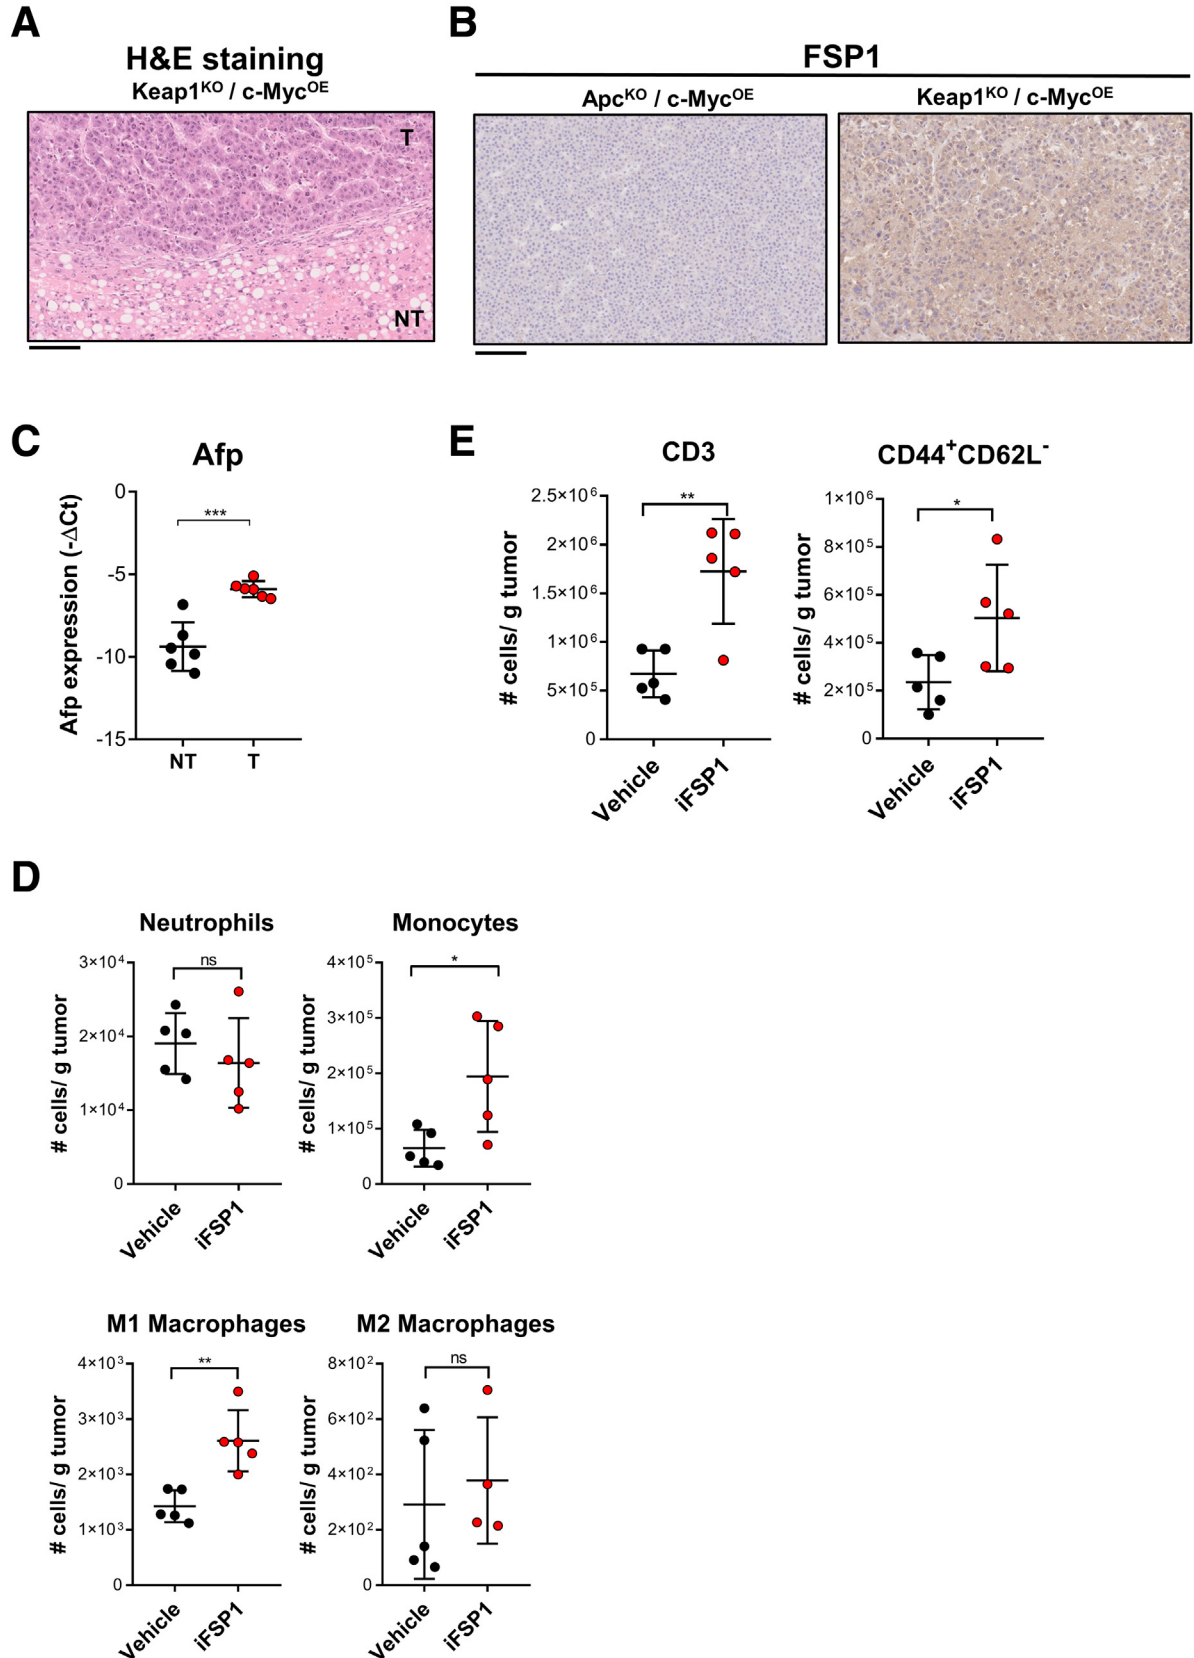 A
H&E staining
Keap1KO / c-MycOE
T
NT
B
FSP1
ApcKO / c-MycOE
Keap1KO / c-MycOE
C
Afp
Afp expression (-ΔCt)
0
-5
-10
-15
***
NT
T
E
CD3
# cells/ g tumor
2.5×10⁶
2×10⁶
1.5×10⁶
1×10⁶
5×10⁵
0
**
Vehicle
iFSP1
CD44⁺CD62L⁻
# cells/ g tumor
1×10⁶
8×10⁵
6×10⁵
4×10⁵
2×10⁵
0
*
Vehicle
iFSP1
D
Neutrophils
# cells/ g tumor
3×10⁴
2×10⁴
1×10⁴
0
ns
Vehicle
iFSP1
Monocytes
# cells/ g tumor
4×10⁵
3×10⁵
2×10⁵
1×10⁵
0
*
Vehicle
iFSP1
M1 Macrophages
# cells/ g tumor
4×10³
3×10³
2×10³
1×10³
0
**
Vehicle
iFSP1
M2 Macrophages
# cells/ g tumor
8×10²
6×10²
4×10²
2×10²
0
ns
Vehicle
iFSP1